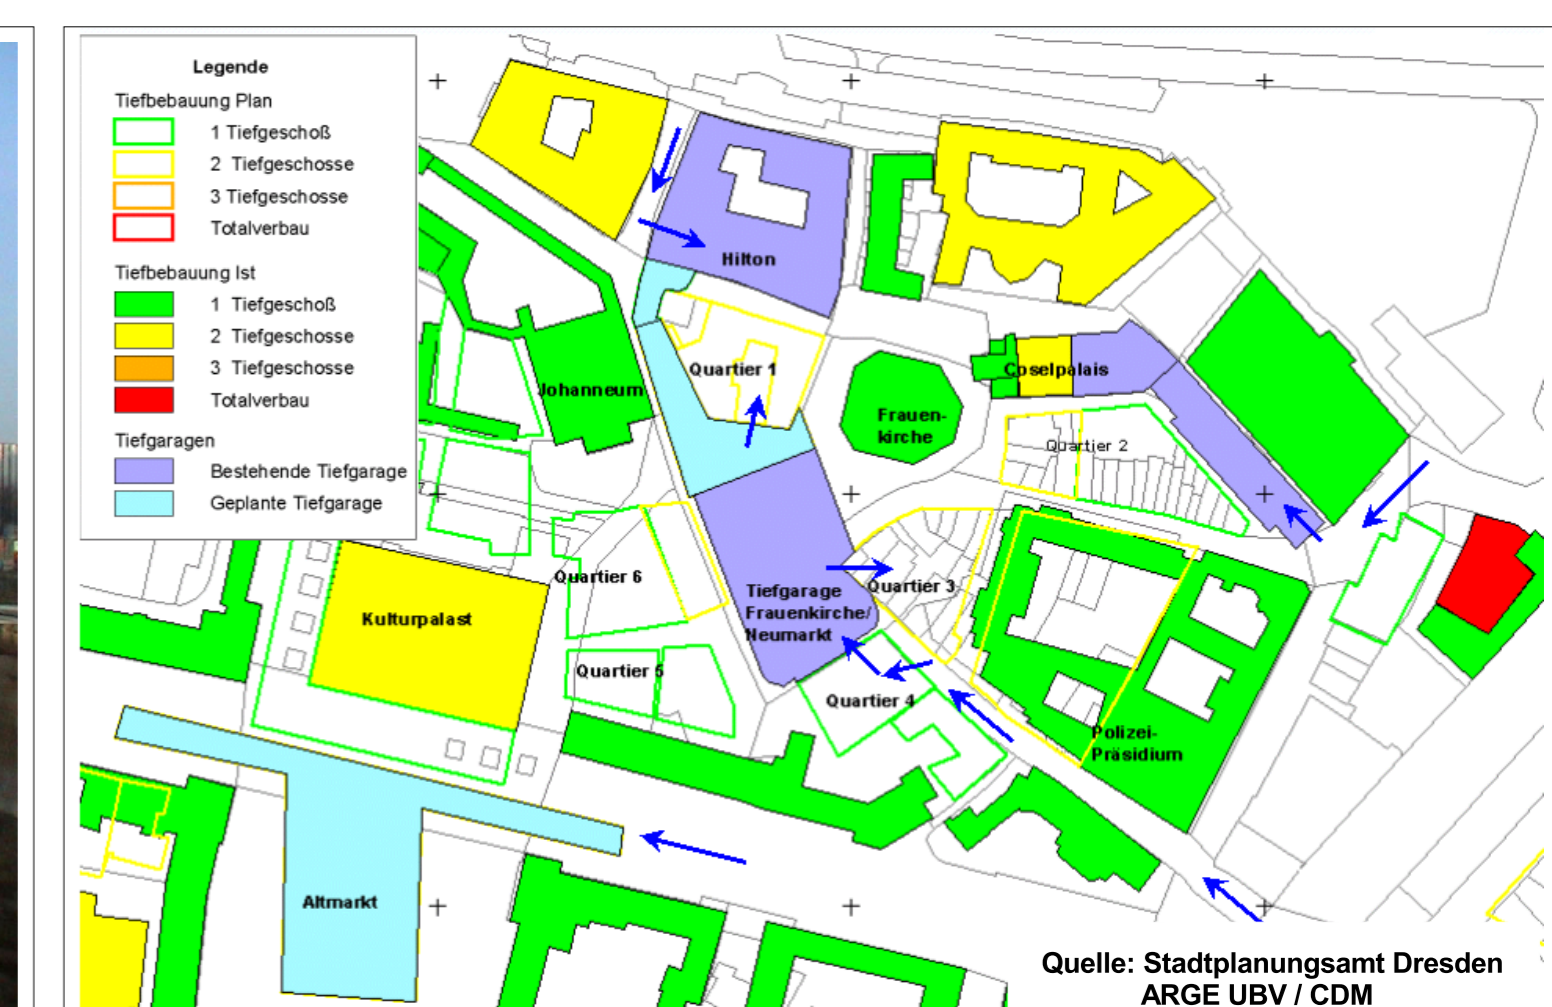 Legende
Tiefbebauung Plan
1 Tiefgeschoß
2 Tiefgeschosse
3 Tiefgeschosse
Totalverbau
Tiefbebauung Ist
1 Tiefgeschoß
2 Tiefgeschosse
3 Tiefgeschosse
Totalverbau
Tiefgaragen
Bestehende Tiefgarage
Geplante Tiefgarage
Hilton
Quartier 1
Johanneum
Coselpalais
Frauen-
kirche
Quartier 2
Quartier 6
Kulturpalast
Tiefgarage
Frauenkirche/
Neumarkt
Quartier 3
Quartier 5
Quartier 4
Polizei-
Präsidium
Altmarkt
Quelle: Stadtplanungsamt Dresden
ARGE UBV / CDM